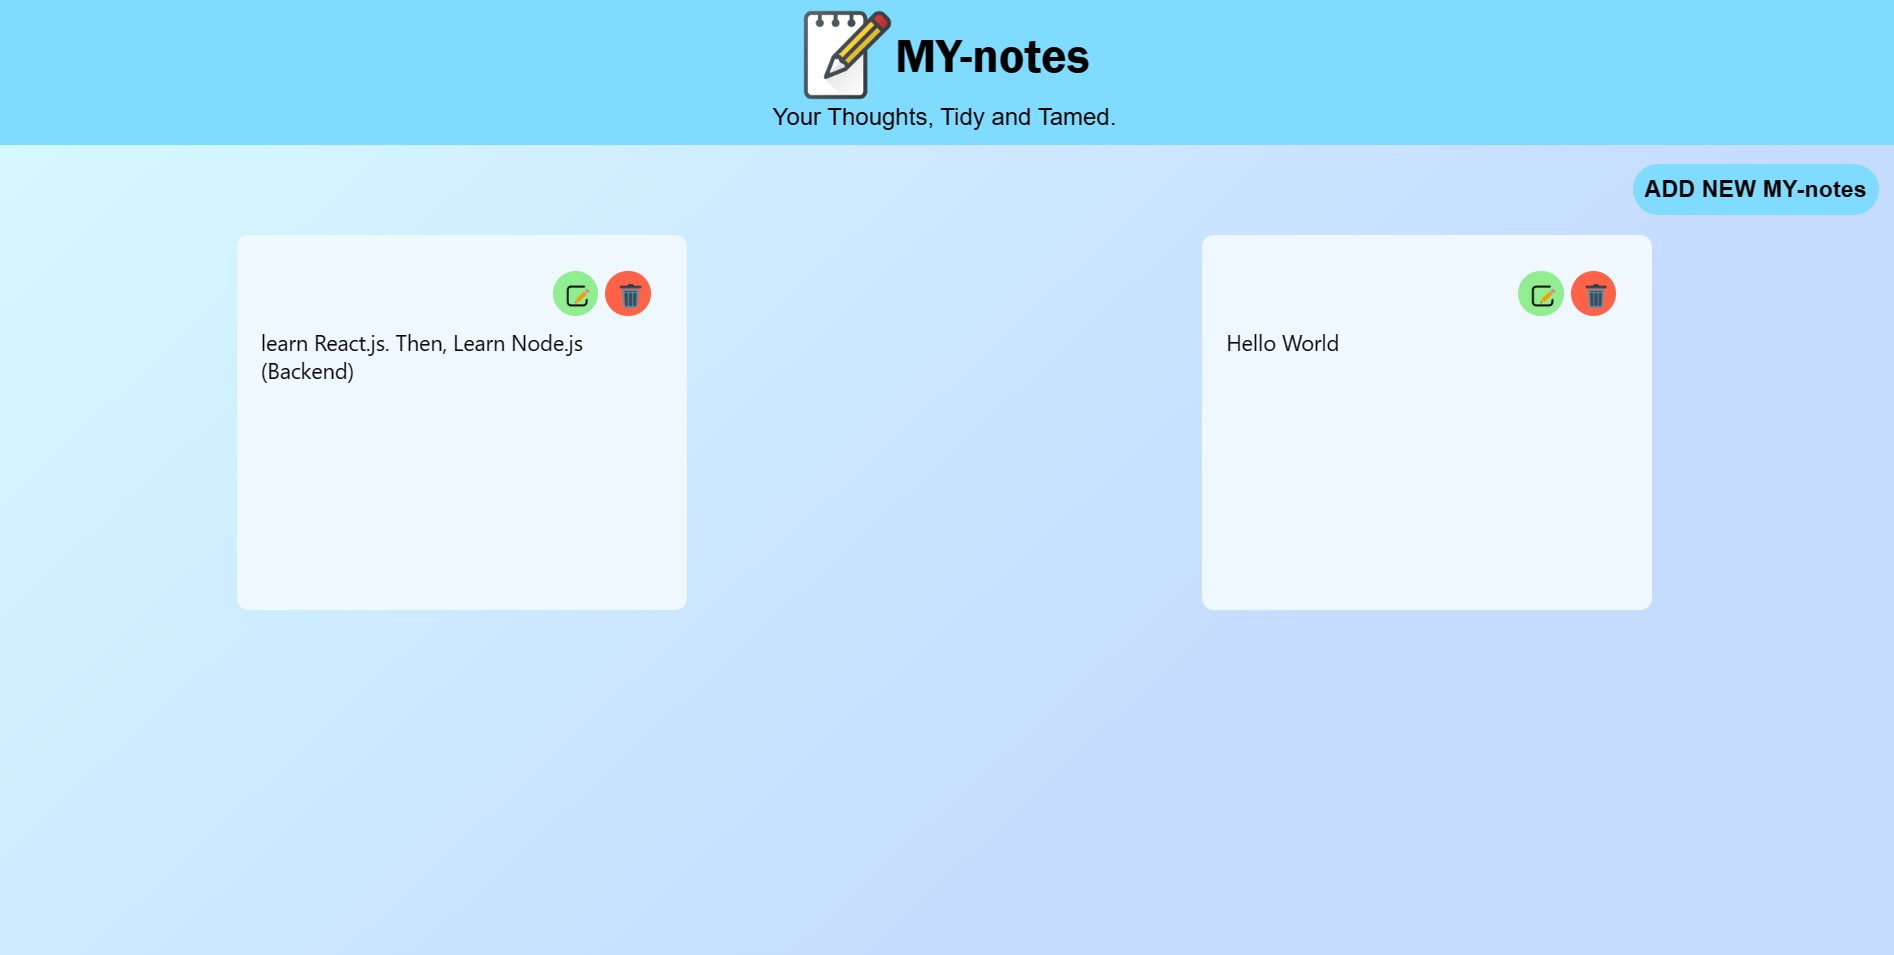 MY-notes
Your Thoughts, Tidy and Tamed.
ADD NEW MY-notes
learn React.js. Then, Learn Node.js
(Backend)
Hello World